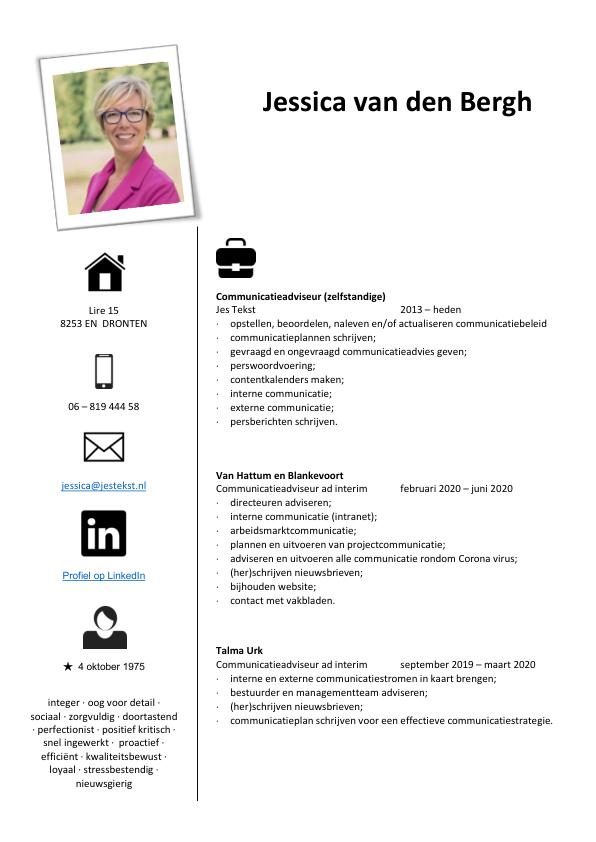 Jessica van den Bergh
Lire 15
8253 EN  DRONTEN
06 – 819 444 58
jessica@jestekst.nl
in
Profiel op LinkedIn
★ 4 oktober 1975
integer · oog voor detail ·
sociaal · zorgvuldig · doortastend
· perfectionist · positief kritisch ·
snel ingewerkt ·  proactief ·
efficiënt · kwaliteitsbewust ·
loyaal · stressbestendig ·
nieuwsgierig
Communicatieadviseur (zelfstandige)
Jes Tekst 2013 – heden
· opstellen, beoordelen, naleven en/of actualiseren communicatiebeleid
· communicatieplannen schrijven;
· gevraagd en ongevraagd communicatieadvies geven;
· perswoordvoering;
· contentkalenders maken;
· interne communicatie;
· externe communicatie;
· persberichten schrijven.
Van Hattum en Blankevoort
Communicatieadviseur ad interim februari 2020 – juni 2020
· directeuren adviseren;
· interne communicatie (intranet);
· arbeidsmarktcommunicatie;
· plannen en uitvoeren van projectcommunicatie;
· adviseren en uitvoeren alle communicatie rondom Corona virus;
· (her)schrijven nieuwsbrieven;
· bijhouden website;
· contact met vakbladen.
Talma Urk
Communicatieadviseur ad interim september 2019 – maart 2020
· interne en externe communicatiestromen in kaart brengen;
· bestuurder en managementteam adviseren;
· (her)schrijven nieuwsbrieven;
· communicatieplan schrijven voor een effectieve communicatiestrategie.